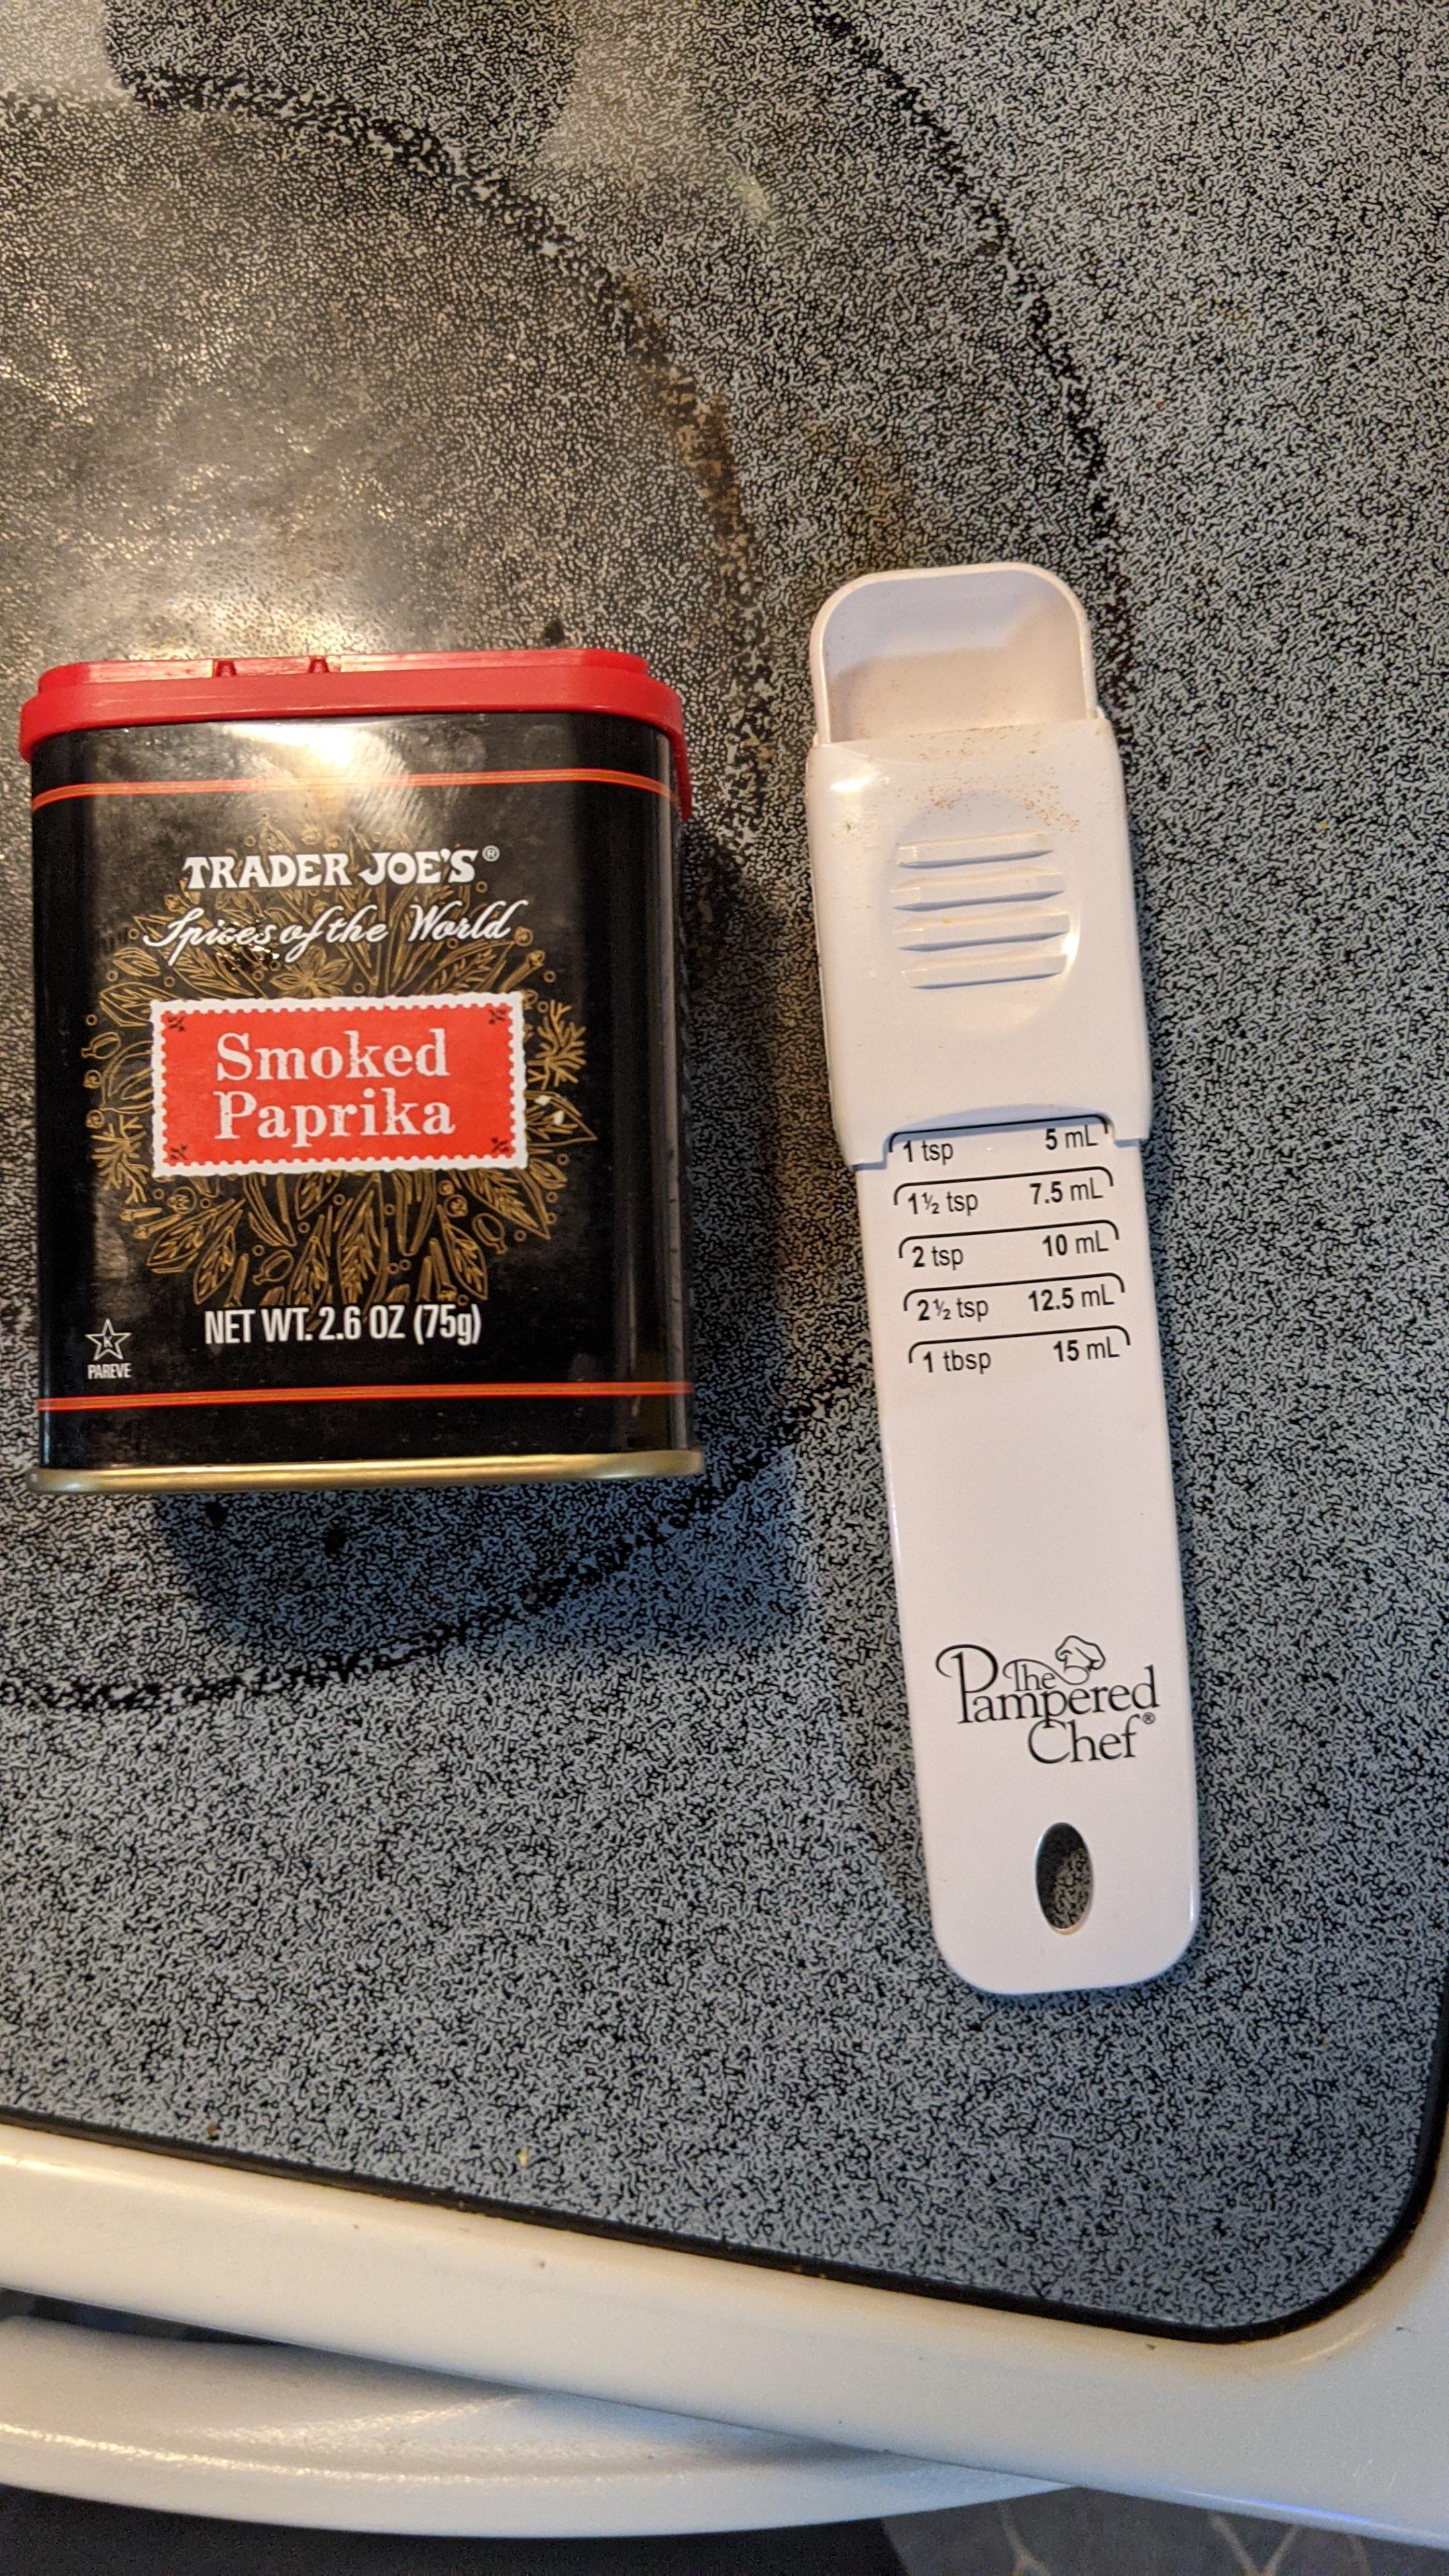 TRADER JOE'S®
Spices of the World
Smoked
Paprika
NET WT. 2.6 OZ (75g)
K
PAREVE
1 tsp 5 mL
1½ tsp 7.5 mL
2 tsp 10 mL
2½ tsp 12.5 mL
1 tbsp 15 mL
The
Pampered
Chef®